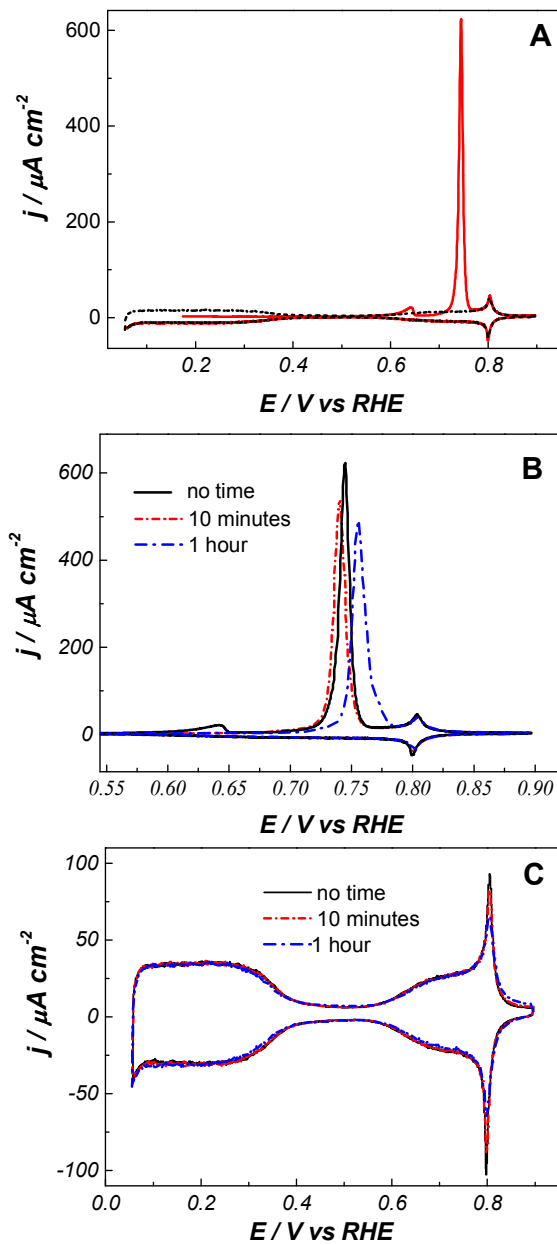 A
600
400
200
0
j / μA cm⁻²
0.2 0.4 0.6 0.8
E / V vs RHE
B
no time
10 minutes
1 hour
600
400
200
0
j / μA cm⁻²
0.55 0.60 0.65 0.70 0.75 0.80 0.85 0.90
E / V vs RHE
C
no time
10 minutes
1 hour
100
50
0
-50
-100
j / μA cm⁻²
0.0 0.2 0.4 0.6 0.8
E / V vs RHE